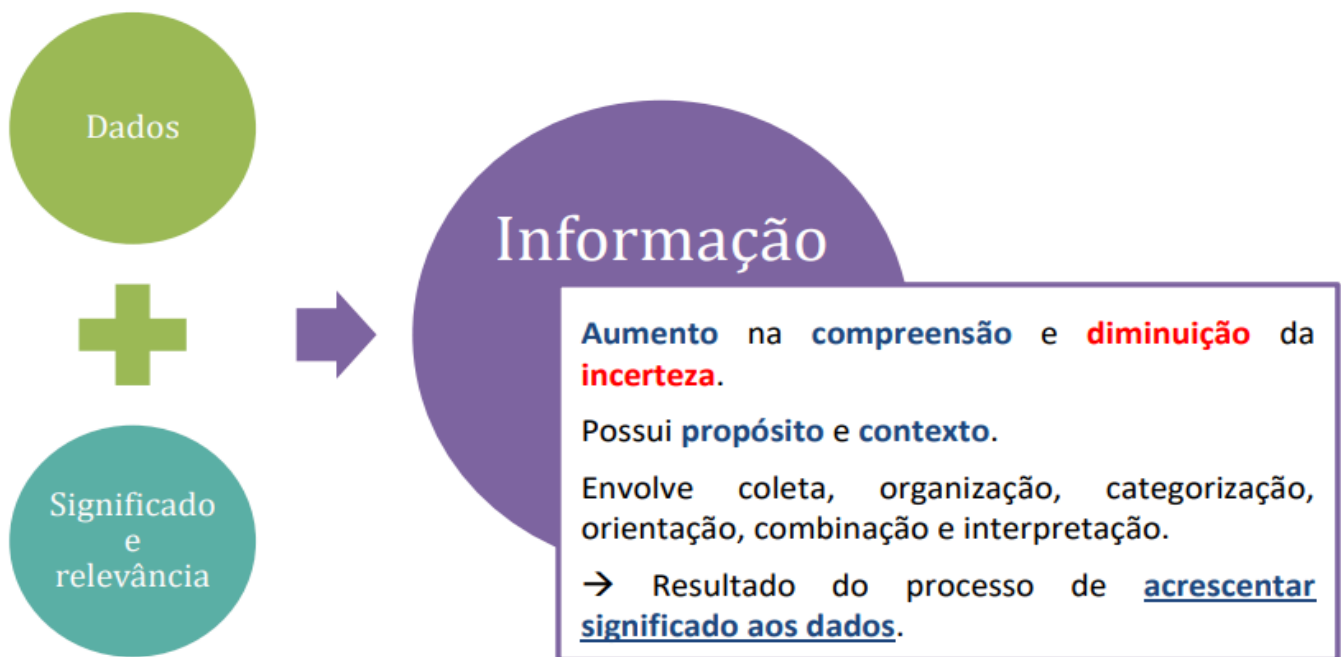 Dados
Significado
e
relevância
Informação
Aumento na compreensão e diminuição da
incerteza.
Possui propósito e contexto.
Envolve coleta, organização, categorização,
orientação, combinação e interpretação.
→ Resultado do processo de acrescentar
significado aos dados.